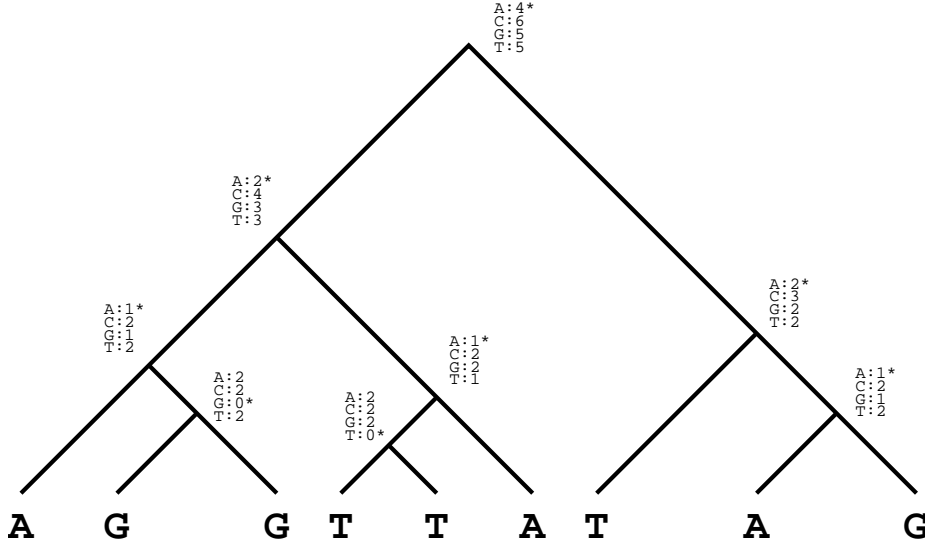 A:4*
C:6
G:5
T:5
A:2*
C:4
G:3
T:3
A:2*
C:3
G:2
T:2
A:1*
C:2
G:1
T:2
A:1*
C:2
G:2
T:1
A:2
C:2
G:0*
T:2
A:1*
C:2
G:1
T:2
A:2
C:2
G:2
T:0*
A G G T T A T A G